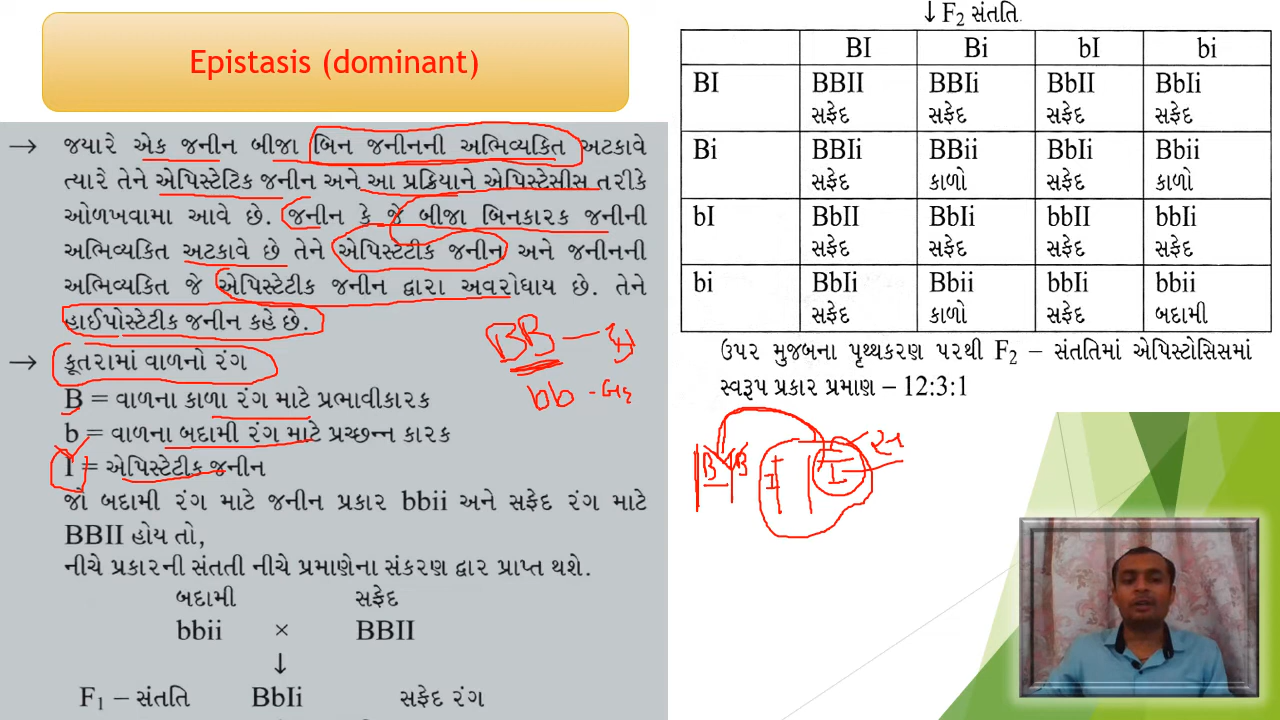 Epistasis (dominant)
→ જયારે એક જનીન બીજા બિન જનીનની અભિવ્યકિત અટકાવે
ત્યારે તેને એપિસ્ટેટિક જનીન અને આ પ્રક્રિયાને એપિસ્ટેસીસ તરીકે
ઓળખવામા આવે છે. જનીન કે જે બીજા બિનકારક જનીની
અભિવ્યકિત અટકાવે છે તેને એપિસ્ટેટીક જનીન અને જનીનની
અભિવ્યકિત જે એપિસ્ટેટીક જનીન દ્વારા અવરોધાય છે. તેને
હાઈપોસ્ટેટીક જનીન કહે છે.
→ કૂતરામાં વાળનો રંગ
B = વાળના કાળા રંગ માટે પ્રભાવીકારક
b = વાળના બદામી રંગ માટે પ્રચ્છન્ન કારક
I = એપિસ્ટેટીક જનીન
જો બદામી રંગ માટે જનીન પ્રકાર bbii અને સફેદ રંગ માટે
BBII હોય તો,
નીચે પ્રકારની સંતતી નીચે પ્રમાણેના સંકરણ દ્વાર પ્રાપ્ત થશે.
બદામી સફેદ
bbii × BBII
↓
F₁ – સંતતિ BbIi સફેદ રંગ
BB –
bb –
↓ F₂ સંતતિ
BI Bi bI bi
BI BBII BBIi BbII BbIi
સફેદ સફેદ સફેદ સફેદ
Bi BBIi BBii BbIi Bbii
સફેદ કાળો સફેદ કાળો
bI BbII BbIi bbII bbIi
સફેદ સફેદ સફેદ સફેદ
bi BbIi Bbii bbIi bbii
સફેદ કાળો સફેદ બદામી
ઉપર મુજબના પૃથ્થકરણ પરથી F₂ – સંતતિમાં એપિસ્ટોસિસમાં
સ્વરૂપ પ્રકાર પ્રમાણ – 12:3:1
B B I I